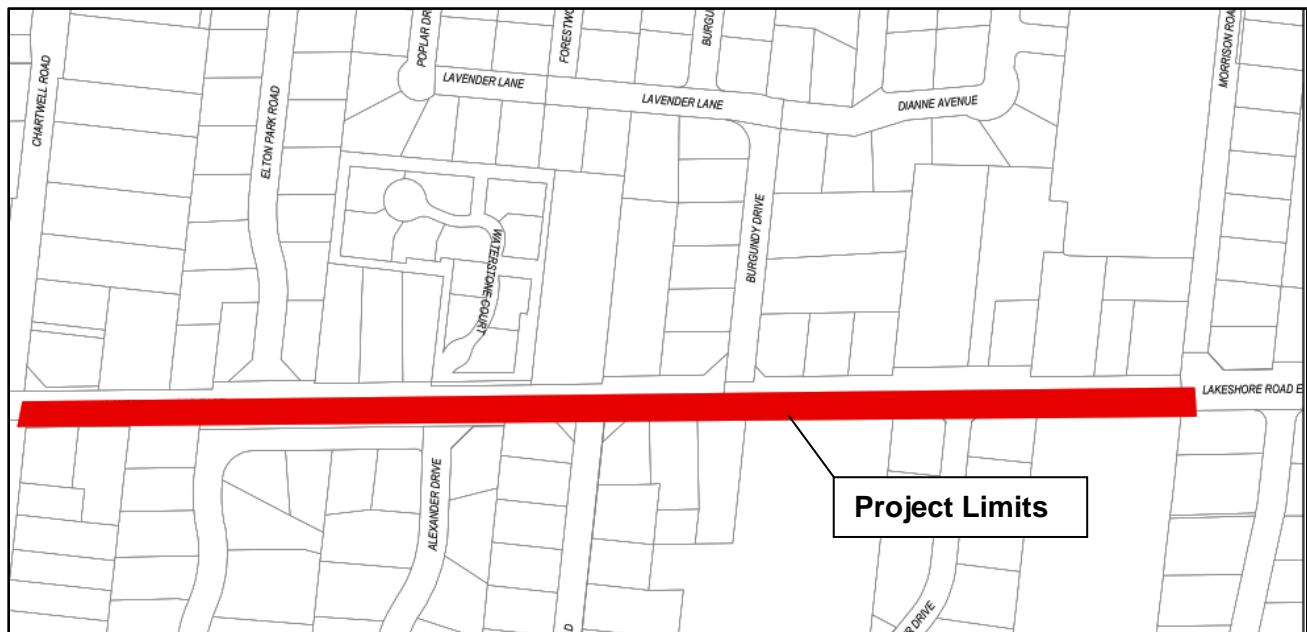 CHARTWELL ROAD
ELTON PARK ROAD
POPLAR DR
FORESTWO
BURGU
MORRISON ROA
LAVENDER LANE
LAVENDER LANE
DIANNE AVENUE
WATERSTONE COURT
BURGUNDY DRIVE
LAKESHORE ROAD E
Project Limits
ALEXANDER DRIVE
R DRIVE
D